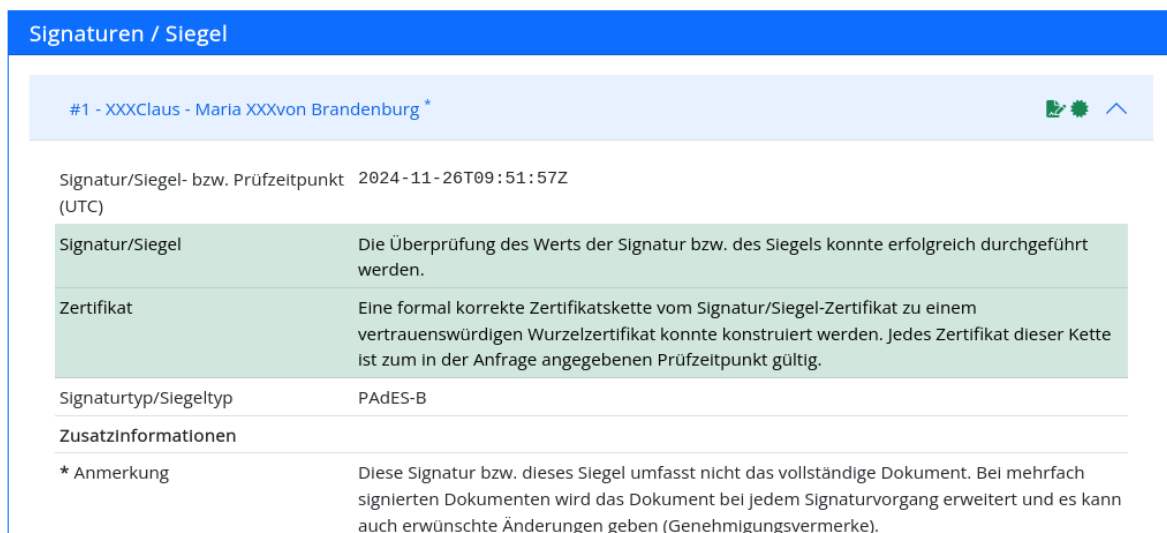 Signaturen / Siegel
#1 - XXXClaus - Maria XXXvon Brandenburg *
Signatur/Siegel- bzw. Prüfzeitpunkt 2024-11-26T09:51:57Z
(UTC)
Signatur/Siegel Die Überprüfung des Werts der Signatur bzw. des Siegels konnte erfolgreich durchgeführt
werden.
Zertifikat Eine formal korrekte Zertifikatskette vom Signatur/Siegel-Zertifikat zu einem
vertrauenswürdigen Wurzelzertifikat konnte konstruiert werden. Jedes Zertifikat dieser Kette
ist zum in der Anfrage angegebenen Prüfzeitpunkt gültig.
Signaturtyp/Siegeltyp PAdES-B
Zusatzinformationen
* Anmerkung Diese Signatur bzw. dieses Siegel umfasst nicht das vollständige Dokument. Bei mehrfach
signierten Dokumenten wird das Dokument bei jedem Signaturvorgang erweitert und es kann
auch erwünschte Änderungen geben (Genehmigungsvermerke).